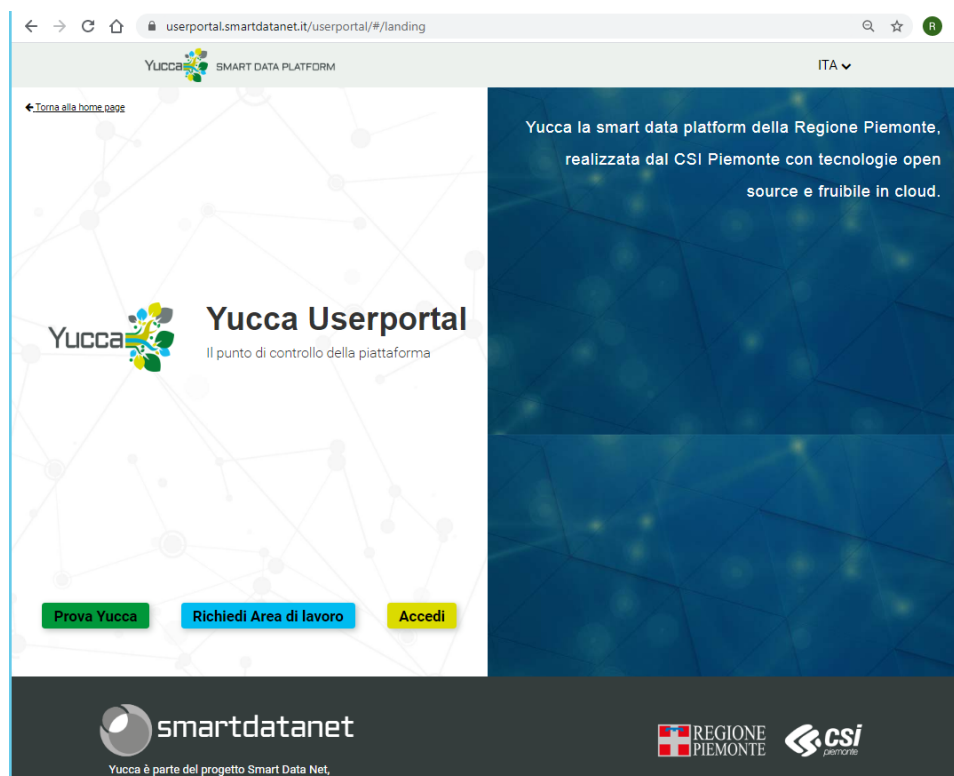 userportal.smartdatanet.it/userportal/#/landing
R
Yucca SMART DATA PLATFORM
ITA
Torna alla home page
Yucca la smart data platform della Regione Piemonte,
realizzata dal CSI Piemonte con tecnologie open
source e fruibile in cloud.
Yucca
Yucca Userportal
Il punto di controllo della piattaforma
Prova Yucca
Richiedi Area di lavoro
Accedi
smartdatanet
REGIONE
PIEMONTE
csi
piemonte
Yucca è parte del progetto Smart Data Net,